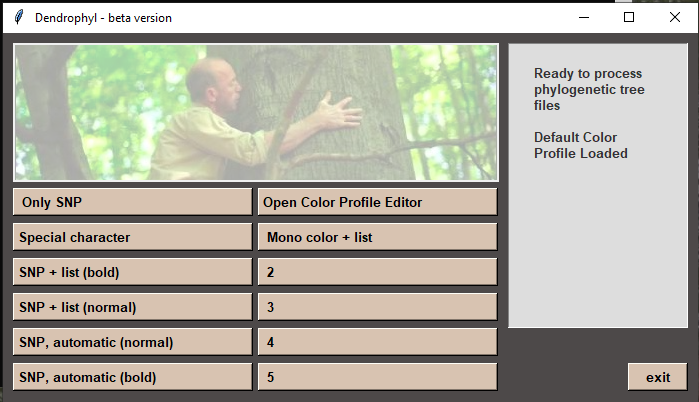 Dendrophyl - beta version
Ready to process
phylogenetic tree
files
Default Color
Profile Loaded
Only SNP
Open Color Profile Editor
Special character
Mono color + list
SNP + list (bold)
2
SNP + list (normal)
3
SNP, automatic (normal)
4
SNP, automatic (bold)
5
exit